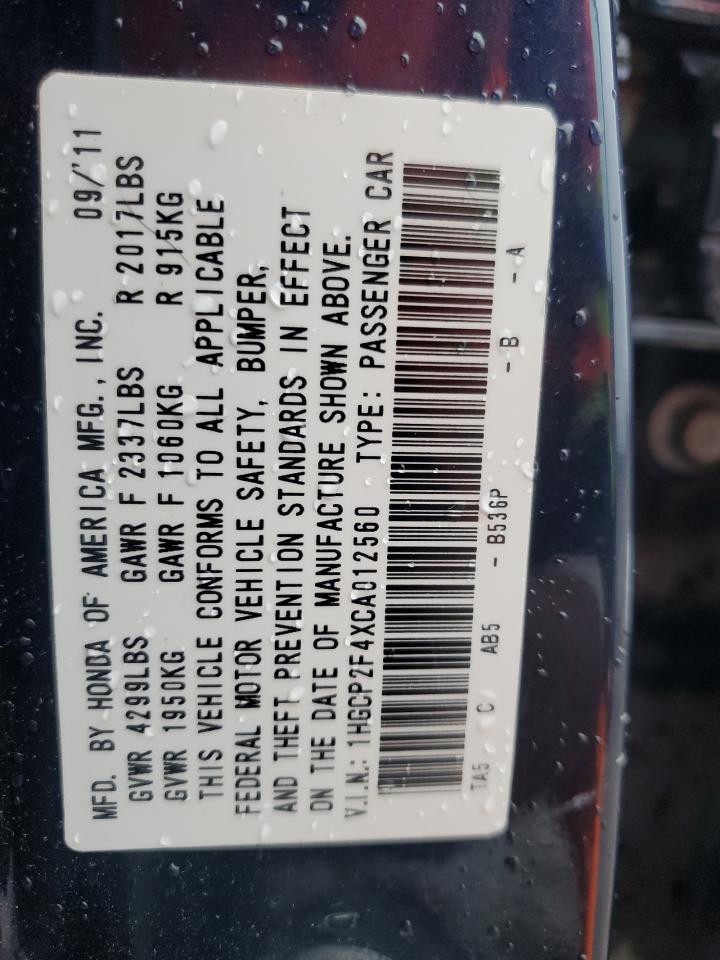 MFD. BY HONDA OF AMERICA MFG., INC. 09/'11
GVWR 4299LBS GAWR F 2337LBS R 2017LBS
GVWR 1950KG GAWR F 1060KG R 915KG
THIS VEHICLE CONFORMS TO ALL APPLICABLE
FEDERAL MOTOR VEHICLE SAFETY, BUMPER,
AND THEFT PREVENTION STANDARDS IN EFFECT
ON THE DATE OF MANUFACTURE SHOWN ABOVE.
V.I.N.: 1HGCP2F4XCA012560 TYPE: PASSENGER CAR
TA5 C AB5 - B536P - B - A